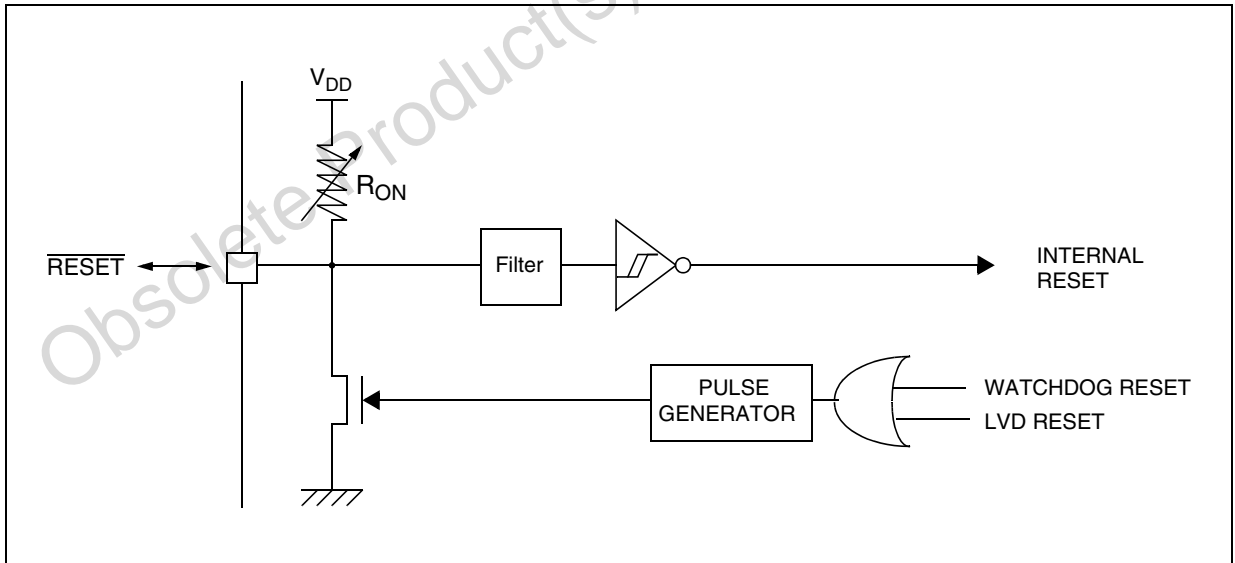 Obsolete Product(s)
VDD
RON
RESET
Filter
INTERNAL
RESET
PULSE
GENERATOR
WATCHDOG RESET
LVD RESET